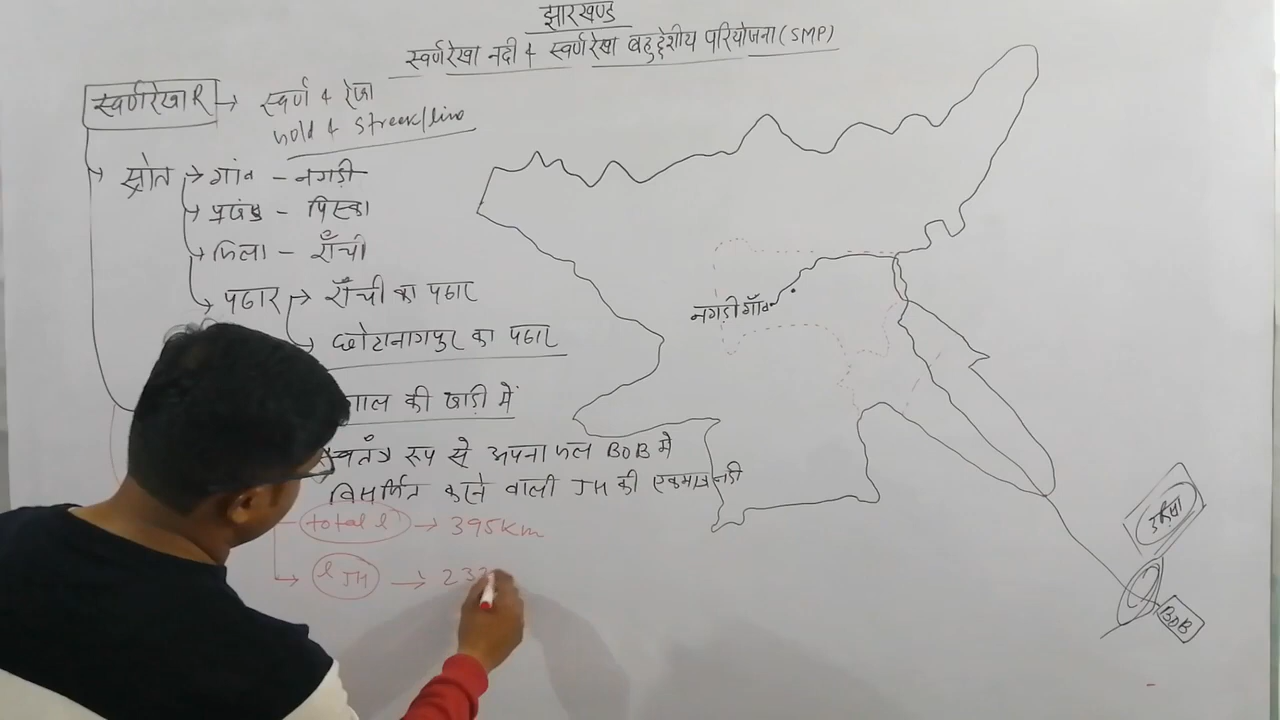 झारखण्ड
स्वर्णरेखा नदी & स्वर्णरेखा बहुद्देशीय परियोजना (SMP)
स्वर्णरेखा R → स्वर्ण & रेखा
Gold & Streak/line
स्रोत → गांव - नगड़ी
→ प्रखंड - पिस्का
→ जिला - राँची
→ पठार → राँची का पठार
→ छोटानागपुर का पठार
नगड़ी गाँव
गाल की खाड़ी में
स्वतंत्र रूप से अपना जल BOB में
विसर्जित करने वाली JH की एकमात्र नदी
total l → 395km
l JH → 23
उड़ीसा
BOB